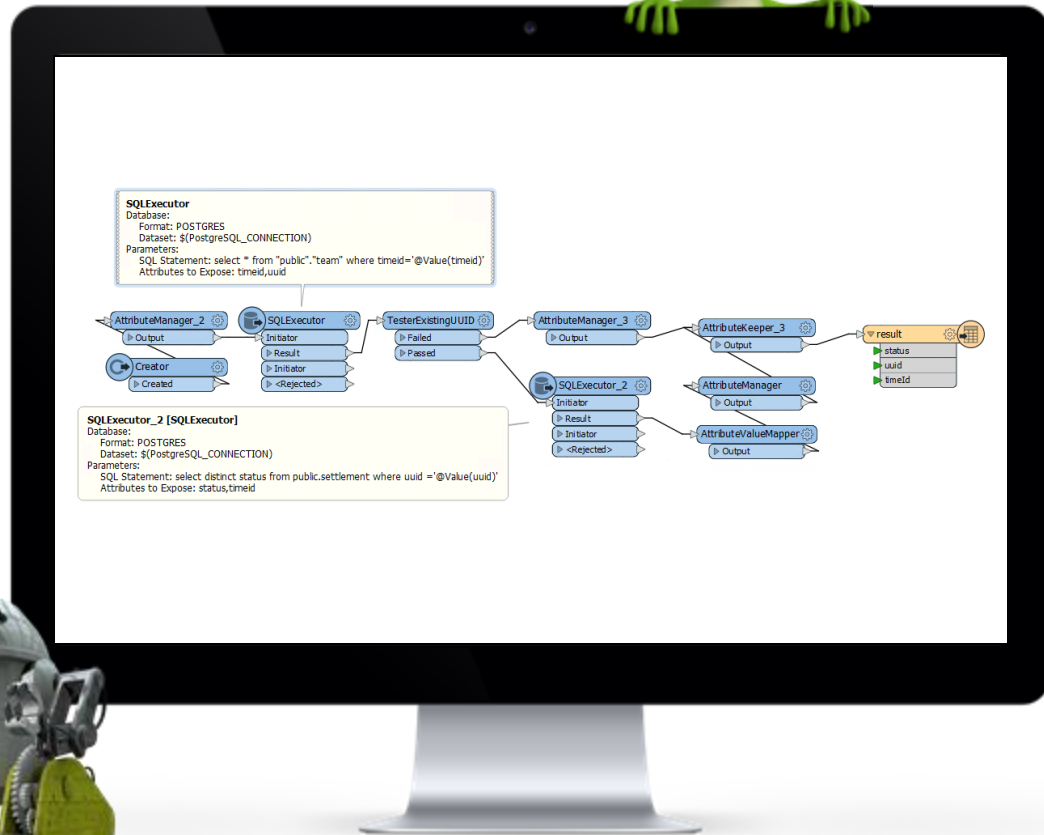 SQLExecutor
Database:
Format: POSTGRES
Dataset: $(PostgreSQL_CONNECTION)
Parameters:
SQL Statement: select * from "public"."team" where timeid='@Value(timeid)'
Attributes to Expose: timeid,uuid
AttributeManager_2
Output
Creator
Created
SQLExecutor
Initiator
Result
Initiator
<Rejected>
TesterExistingUUID
Failed
Passed
AttributeManager_3
Output
SQLExecutor_2
Initiator
Result
Initiator
<Rejected>
AttributeKeeper_3
Output
AttributeManager
Output
AttributeValueMapper
Output
result
status
uuid
timeId
SQLExecutor_2 [SQLExecutor]
Database:
Format: POSTGRES
Dataset: $(PostgreSQL_CONNECTION)
Parameters:
SQL Statement: select distinct status from public.settlement where uuid ='@Value(uuid)'
Attributes to Expose: status,timeid